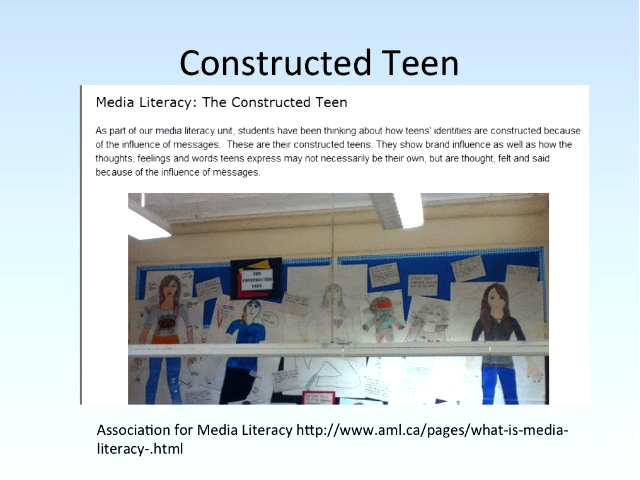 Constructed Teen
Media Literacy: The Constructed Teen
As part of our media literacy unit, students have been thinking about how teens' identities are constructed because
of the influence of messages.  These are their constructed teens. They show brand influence as well as how the
thoughts, feelings and words teens express may not necessarily be their own, but are thought, felt and said
because of the influence of messages.
THE
CONSTRUCTED
TEEN
Association for Media Literacy http://www.aml.ca/pages/what-is-media-
literacy-.html